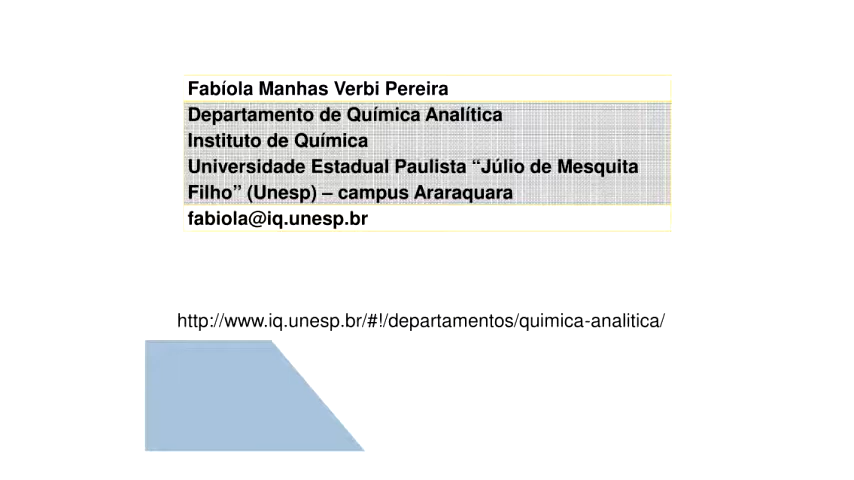 Fabíola Manhas Verbi Pereira
Departamento de Química Analítica
Instituto de Química
Universidade Estadual Paulista “Júlio de Mesquita
Filho” (Unesp) – campus Araraquara
fabiola@iq.unesp.br
http://www.iq.unesp.br/#!/departamentos/quimica-analitica/